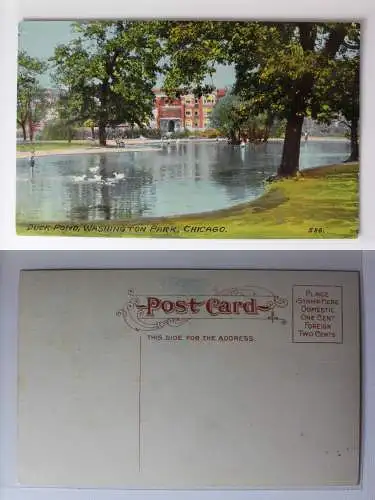 DUCK POND, WASHINGTON PARK, CHICAGO.
586.
POST CARD
THIS SIDE FOR THE ADDRESS.
PLACE
STAMP HERE
DOMESTIC
ONE CENT
FOREIGN
TWO CENTS